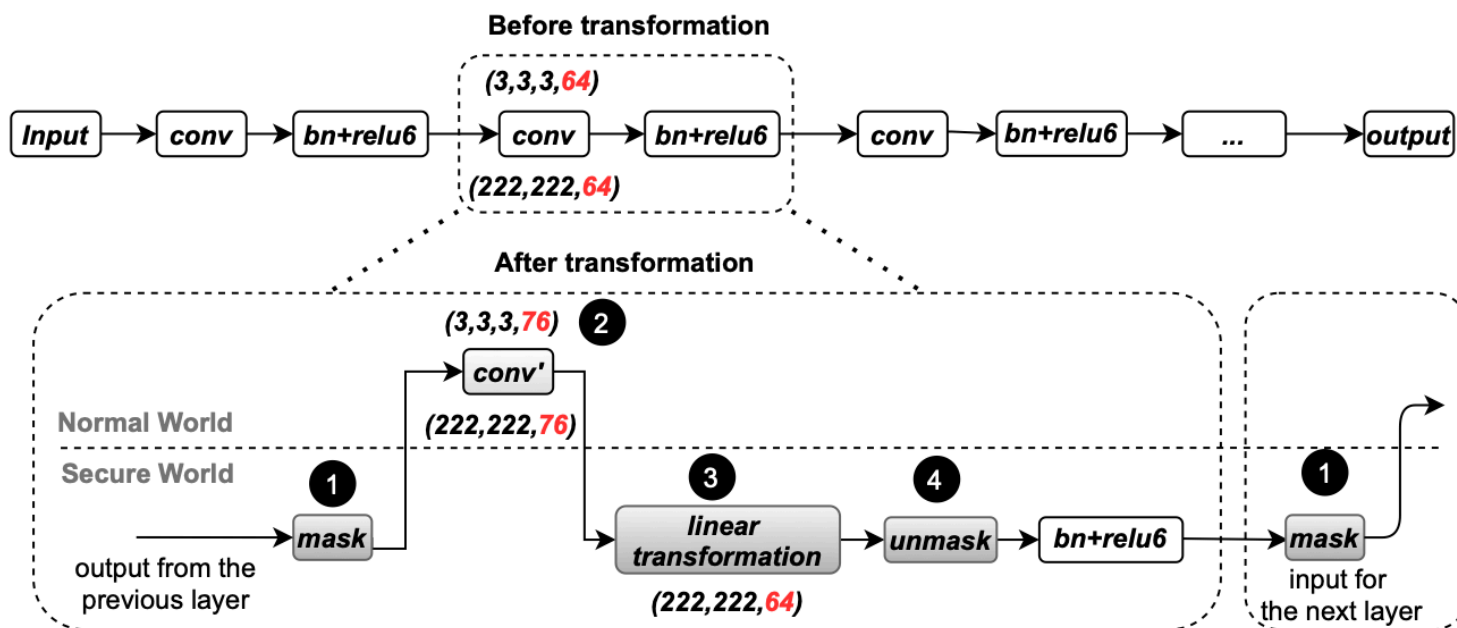 Before transformation
(3,3,3,64)
Input
conv
bn+relu6
conv
bn+relu6
conv
bn+relu6
...
output
(222,222,64)
After transformation
(3,3,3,76)
2
conv'
(222,222,76)
Normal World
Secure World
1
mask
output from the
previous layer
3
linear
transformation
(222,222,64)
4
unmask
bn+relu6
1
mask
input for
the next layer